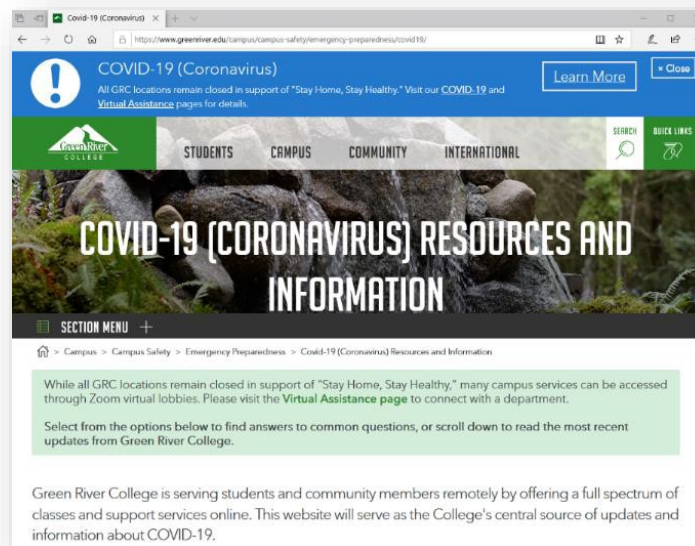 Covid-19 (Coronavirus)
https://www.greenriver.edu/campus/campus-safety/emergency-preparedness/covid19/
COVID-19 (Coronavirus)
All GRC locations remain closed in support of "Stay Home, Stay Healthy." Visit our COVID-19 and
Virtual Assistance pages for details.
Learn More
× Close
Green River
COLLEGE
STUDENTS
CAMPUS
COMMUNITY
INTERNATIONAL
SEARCH
QUICK LINKS
COVID-19 (CORONAVIRUS) RESOURCES AND
INFORMATION
SECTION MENU +
> Campus > Campus Safety > Emergency Preparedness > Covid-19 (Coronavirus) Resources and Information
While all GRC locations remain closed in support of "Stay Home, Stay Healthy," many campus services can be accessed
through Zoom virtual lobbies. Please visit the Virtual Assistance page to connect with a department.
Select from the options below to find answers to common questions, or scroll down to read the most recent
updates from Green River College.
Green River College is serving students and community members remotely by offering a full spectrum of
classes and support services online. This website will serve as the College's central source of updates and
information about COVID-19.